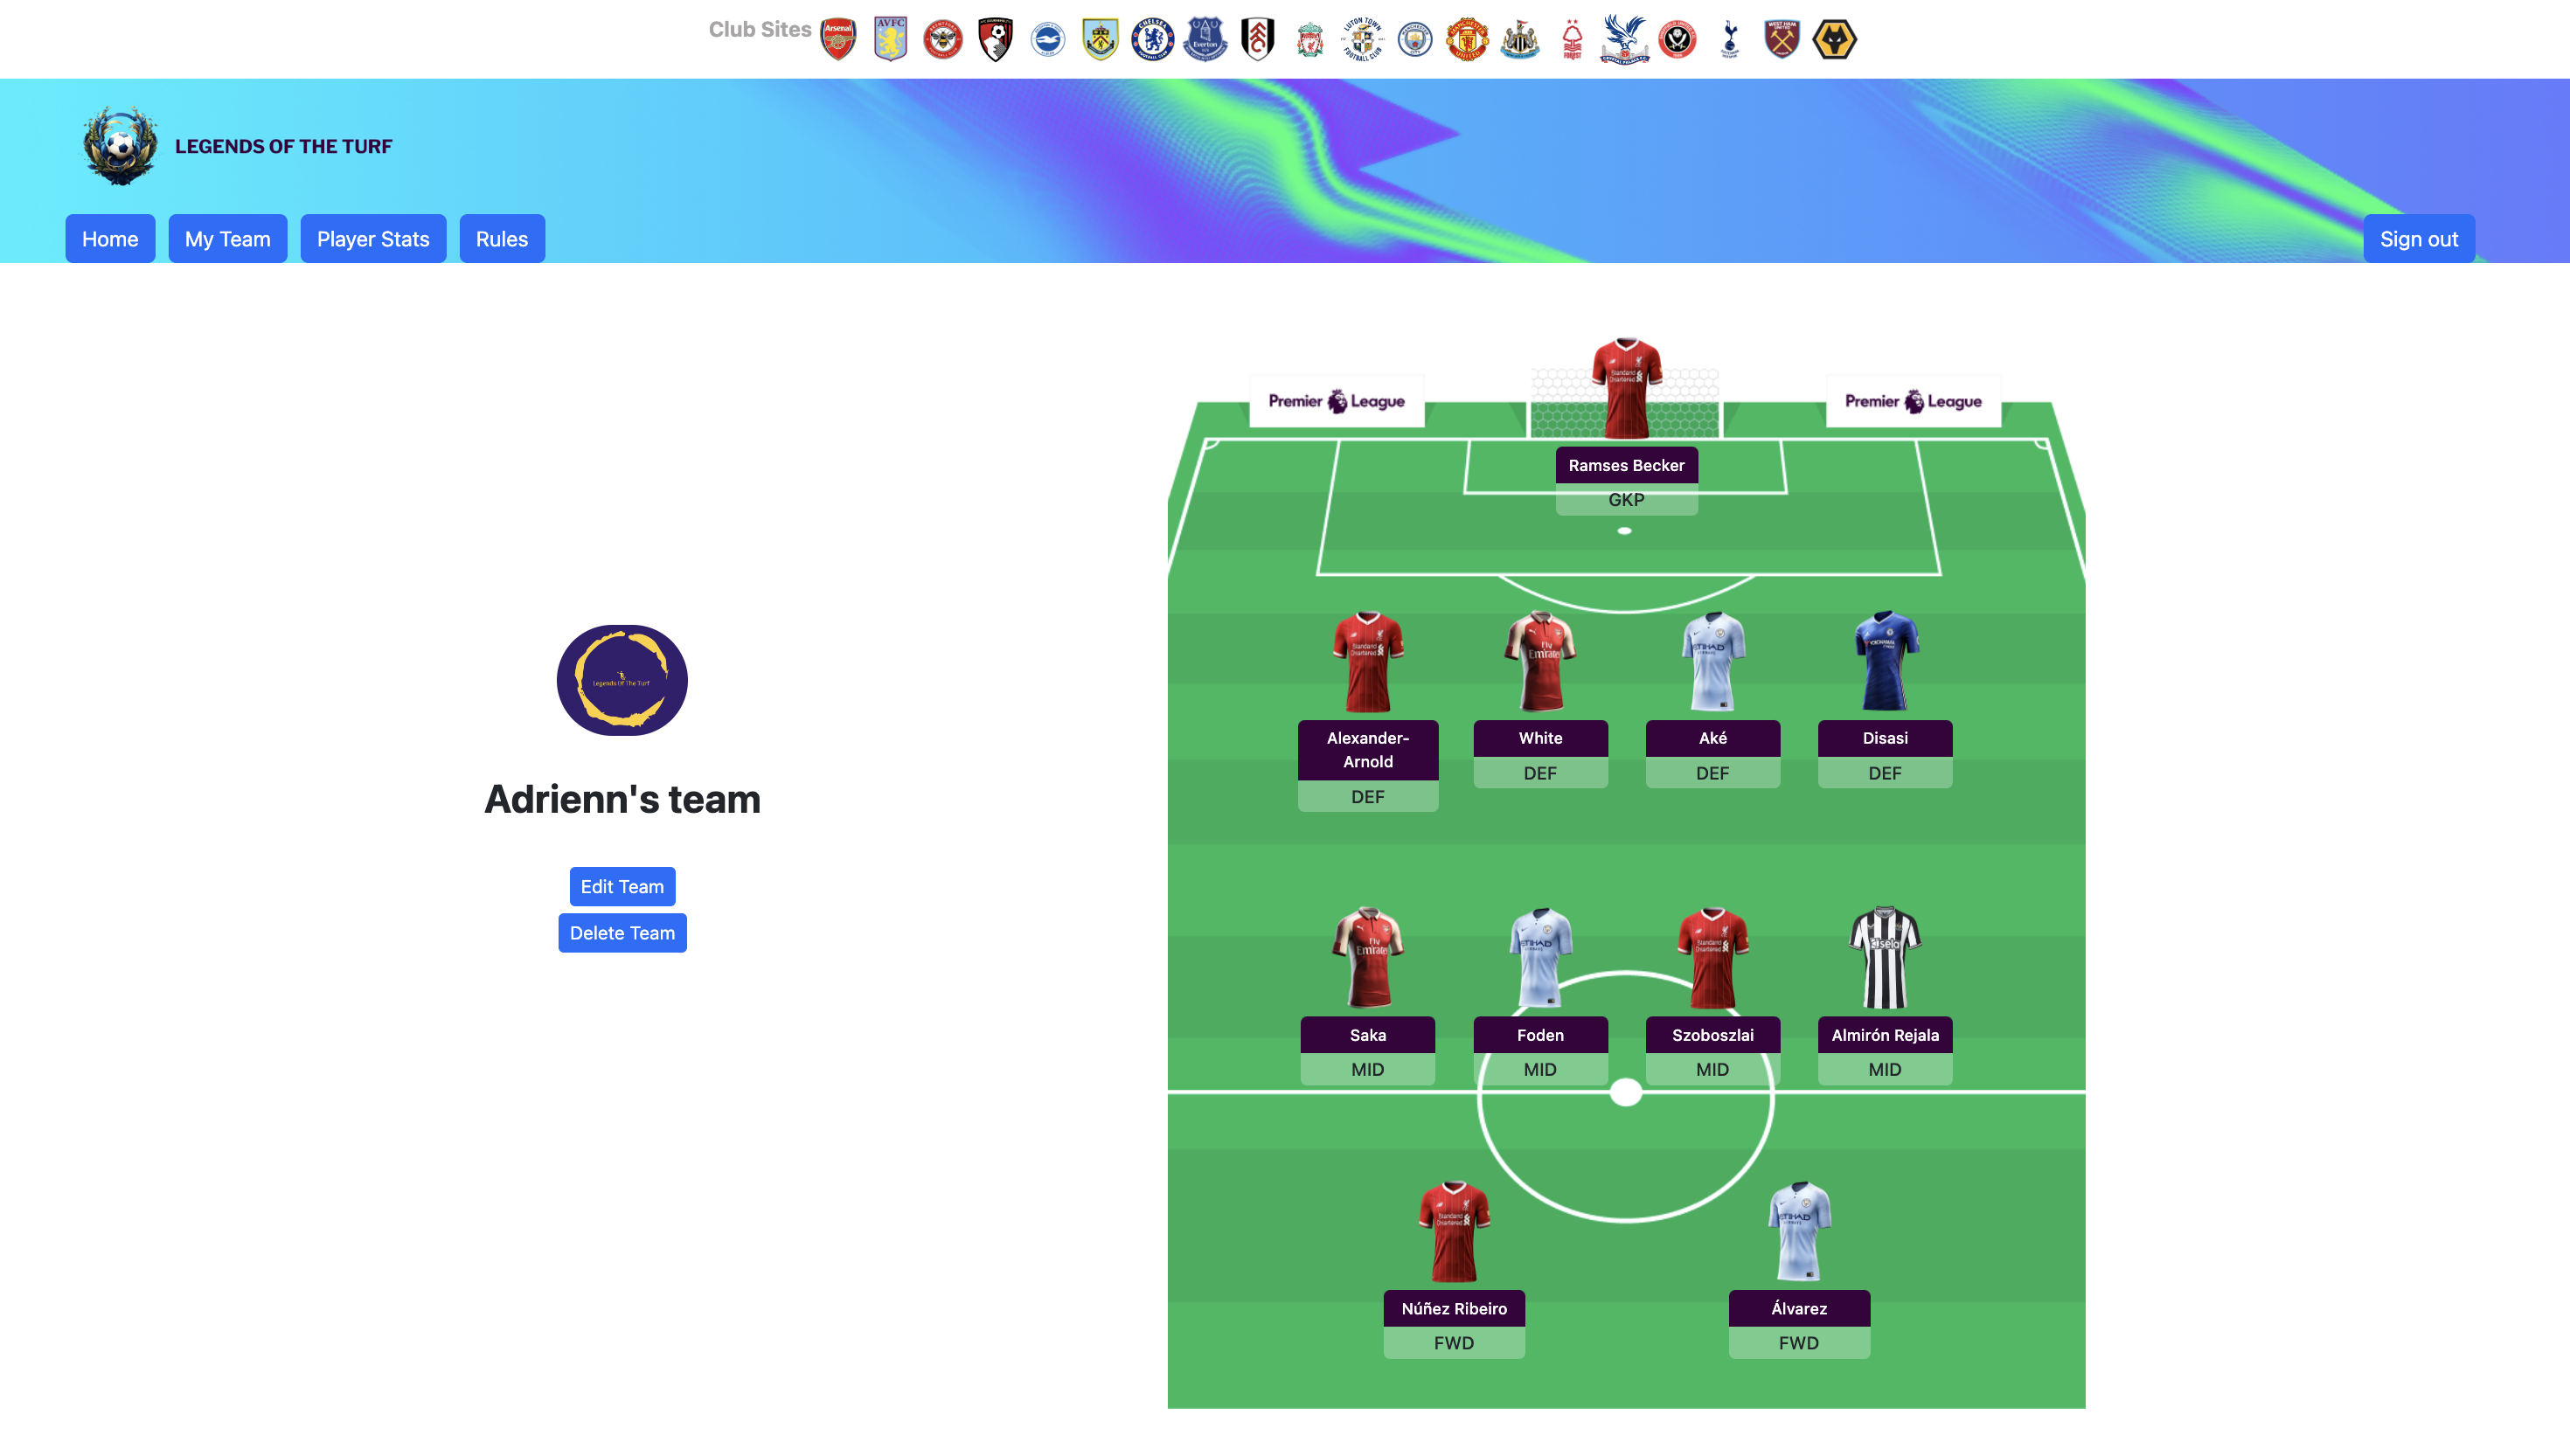 Club Sites
Arsenal
AVFC
LEGENDS OF THE TURF
Home
My Team
Player Stats
Rules
Sign out
Premier League
Premier League
Ramses Becker
GKP
Alexander-
Arnold
DEF
White
DEF
Aké
DEF
Disasi
DEF
Legends Of The Turf
Adrienn's team
Edit Team
Delete Team
Saka
MID
Foden
MID
Szoboszlai
MID
Almirón Rejala
MID
Núñez Ribeiro
FWD
Álvarez
FWD